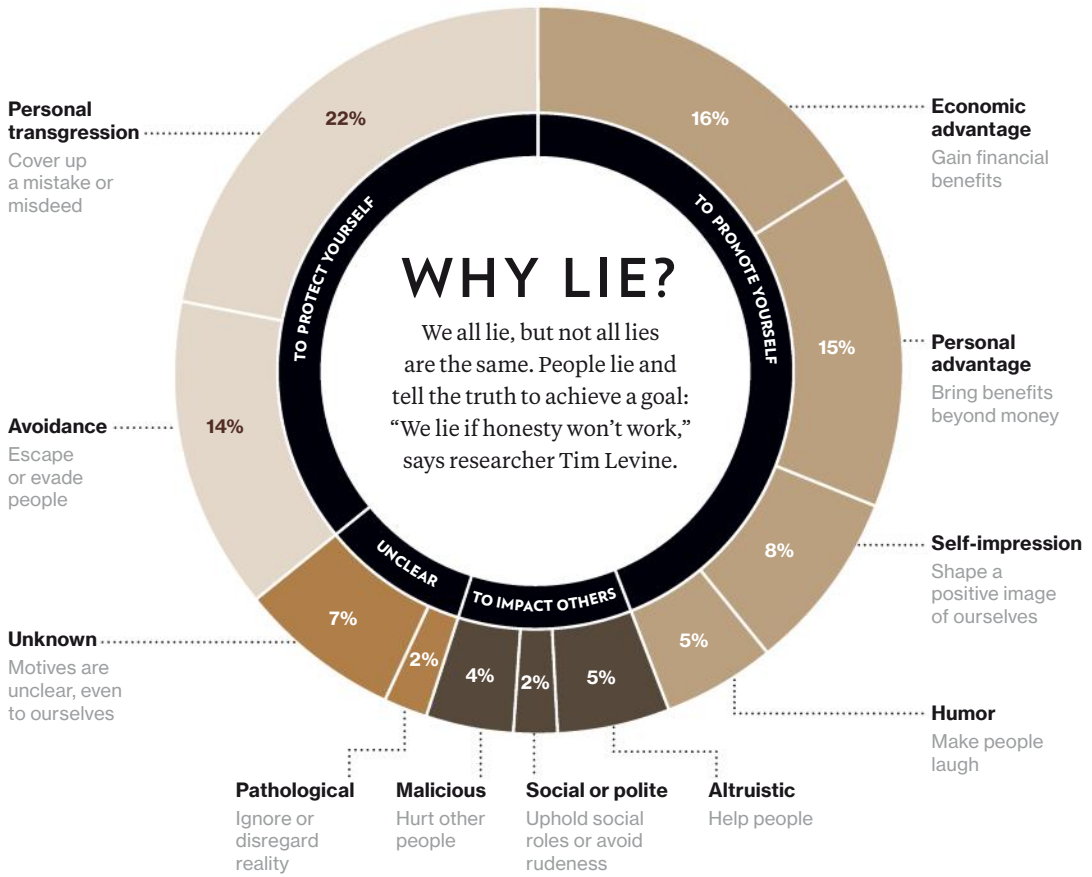 WHY LIE?
We all lie, but not all lies
are the same. People lie and
tell the truth to achieve a goal:
“We lie if honesty won’t work,”
says researcher Tim Levine.
TO PROMOTE YOURSELF
16%
Economic
advantage
Gain financial
benefits
15%
Personal
advantage
Bring benefits
beyond money
8%
Self-impression
Shape a
positive image
of ourselves
5%
Humor
Make people
laugh
TO IMPACT OTHERS
5%
Altruistic
Help people
2%
Social or polite
Uphold social
roles or avoid
rudeness
4%
Malicious
Hurt other
people
UNCLEAR
2%
Pathological
Ignore or
disregard
reality
7%
Unknown
Motives are
unclear, even
to ourselves
TO PROTECT YOURSELF
14%
Avoidance
Escape
or evade
people
22%
Personal
transgression
Cover up
a mistake or
misdeed